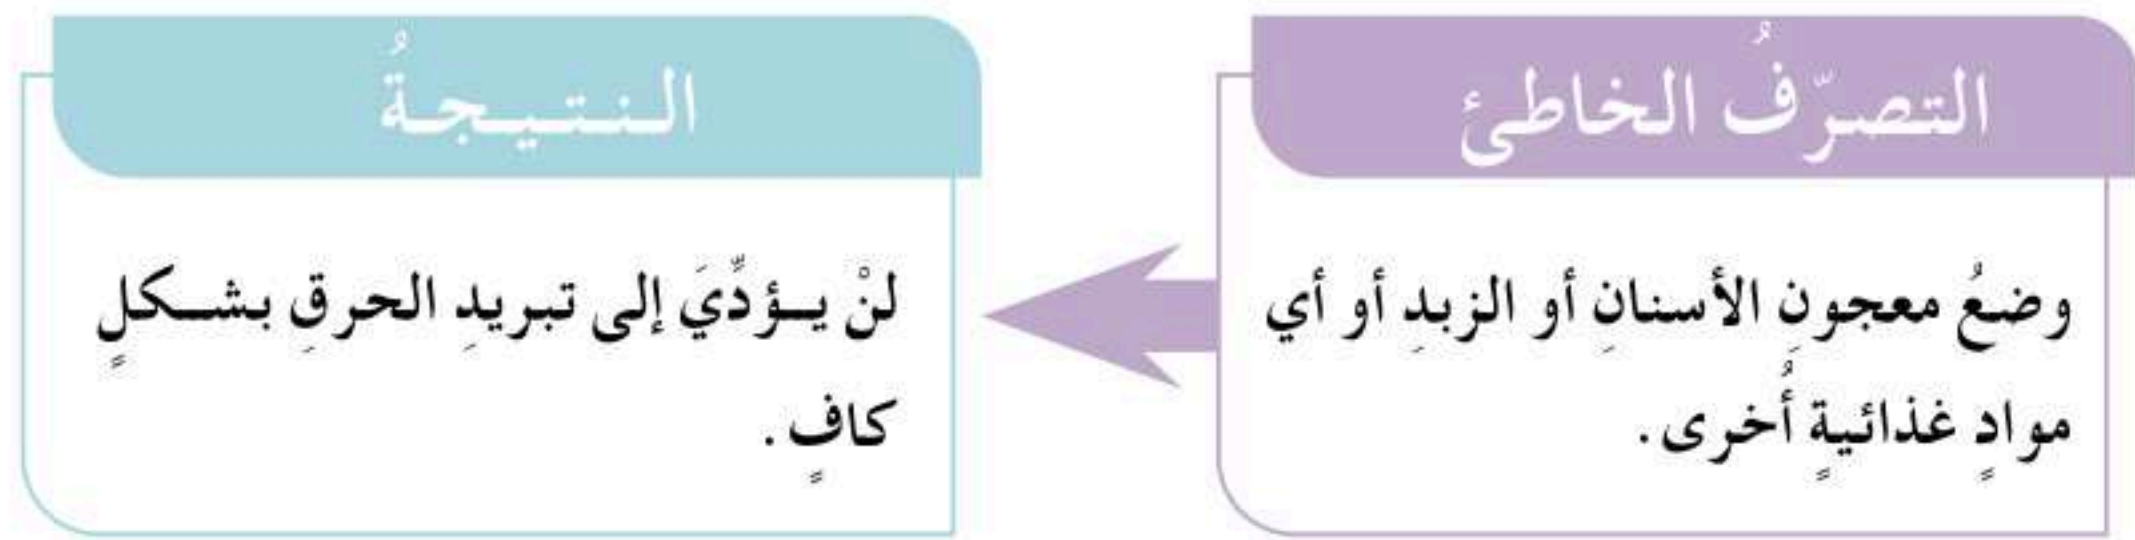 التصرّفُ الخاطئ
وضعُ معجونِ الأسنانِ أو الزبدِ أو أي
موادٍ غذائيةٍ أُخرى.
النتيجةُ
لنْ يؤدِّيَ إلى تبريدِ الحرقِ بشكلٍ
كافٍ.